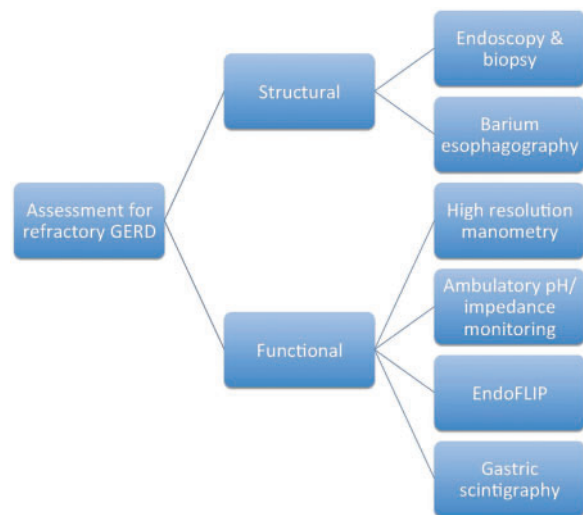 Endoscopy &
biopsy
Structural
Barium
esophagography
Assessment for
refractory GERD
High resolution
manometry
Ambulatory pH/
impedance
monitoring
Functional
EndoFLIP
Gastric
scintigraphy